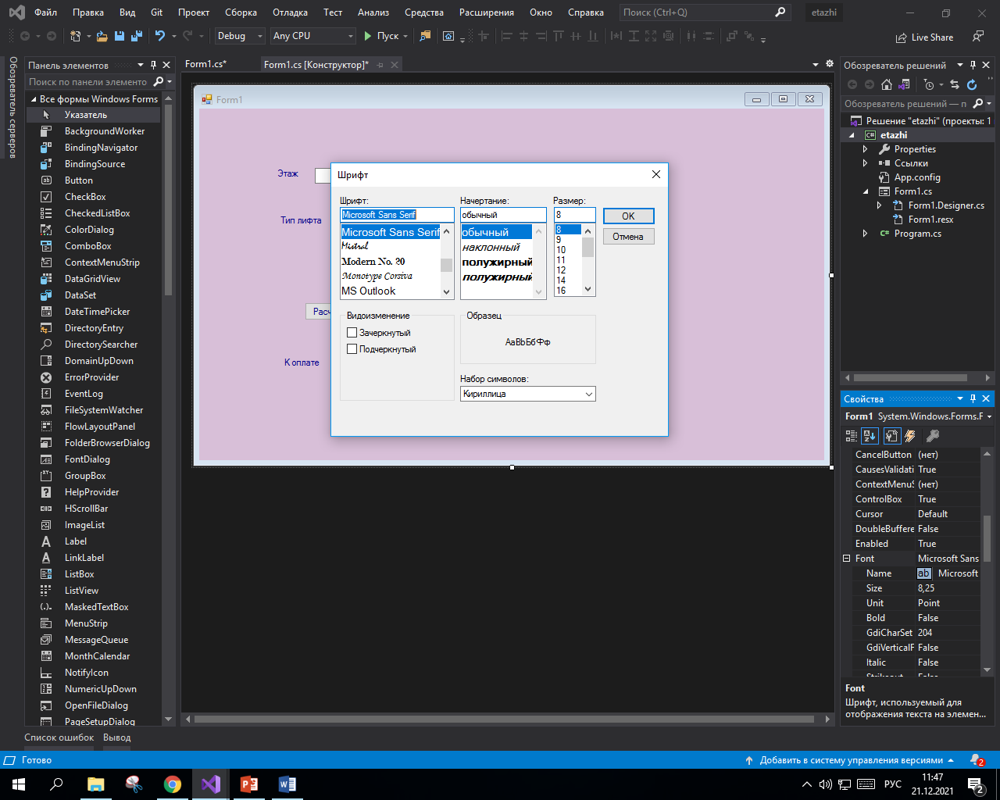 Файл Правка Вид Git Проект Сборка Отладка Тест Анализ Средства Расширения Окно Справка Поиск (Ctrl+Q) etazhi
Debug Any CPU Пуск Live Share
Обозреватель серверов
Панель элементов
Поиск по панели элементо
Все формы Windows Forms
Указатель
BackgroundWorker
BindingNavigator
BindingSource
Button
CheckBox
CheckedListBox
ColorDialog
ComboBox
ContextMenuStrip
DataGridView
DataSet
DateTimePicker
DirectoryEntry
DirectorySearcher
DomainUpDown
ErrorProvider
EventLog
FileSystemWatcher
FlowLayoutPanel
FolderBrowserDialog
FontDialog
GroupBox
HelpProvider
HScrollBar
ImageList
Label
LinkLabel
ListBox
ListView
MaskedTextBox
MenuStrip
MessageQueue
MonthCalendar
NotifyIcon
NumericUpDown
OpenFileDialog
PageSetupDialog
Form1.cs* Form1.cs [Конструктор]*
Form1
Этаж
Тип лифта
Расч
К оплате
Шрифт
Шрифт: Начертание: Размер:
Microsoft Sans Serif обычный 8 OK
Microsoft Sans Serif обычный 8 Отмена
Mistral наклонный 9
Modern No. 20 полужирный 10
Monotype Corsiva полужирный 11
MS Outlook 12
14
16
Видоизменение Образец
Зачеркнутый
Подчеркнутый
AaBbБбФф
Набор символов:
Кириллица
Обозреватель решений
Обозреватель решений — п
Решение "etazhi" (проекты: 1
etazhi
Properties
Ссылки
App.config
Form1.cs
Form1.Designer.cs
Form1.resx
Program.cs
Свойства
Form1 System.Windows.Forms.F
CancelButton (нет)
CausesValidati True
ContextMenuS (нет)
ControlBox True
Cursor Default
DoubleBuffere False
Enabled True
Font Microsoft Sans
Name ab Microsoft
Size 8,25
Unit Point
Bold False
GdiCharSet 204
GdiVerticalF False
Italic False
Strikeout False
Font
Шрифт, используемый для
отображения текста на элемен...
Список ошибок Вывод
Готово Добавить в систему управления версиями 2
РУС 11:47
21.12.2021 2